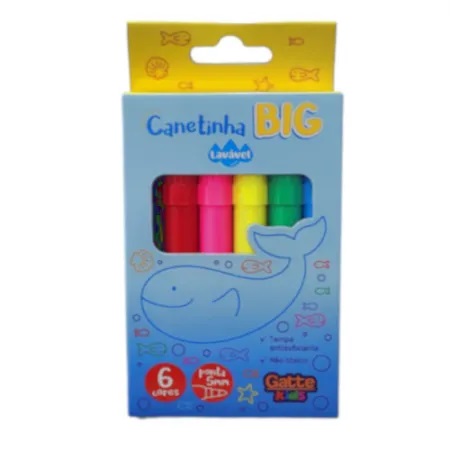 Canetinha BIG
Lavável
✓ Tampa
antiasfixiante
✓ Não tóxico
6
cores
ponta
5mm
Gatte
Kids